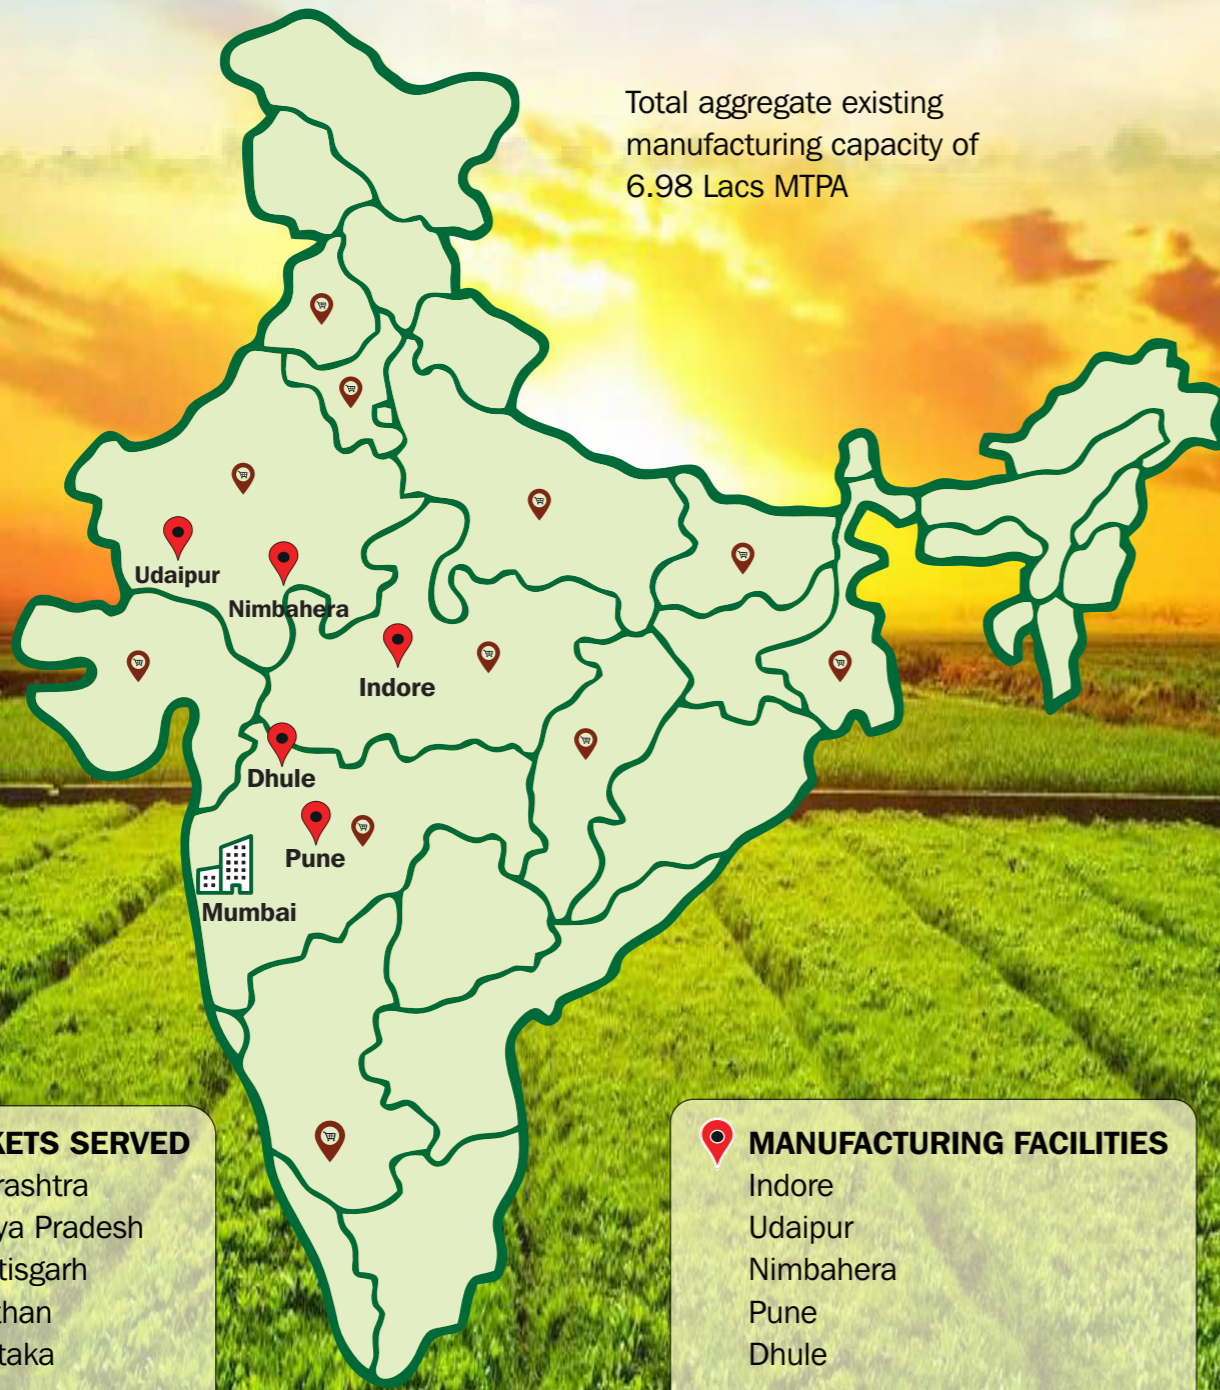 Total aggregate existing
manufacturing capacity of
6.98 Lacs MTPA
Udaipur
Nimbahera
Indore
Dhule
Pune
Mumbai
KETS SERVED
rashtra
ya Pradesh
tisgarh
than
taka
MANUFACTURING FACILITIES
Indore
Udaipur
Nimbahera
Pune
Dhule